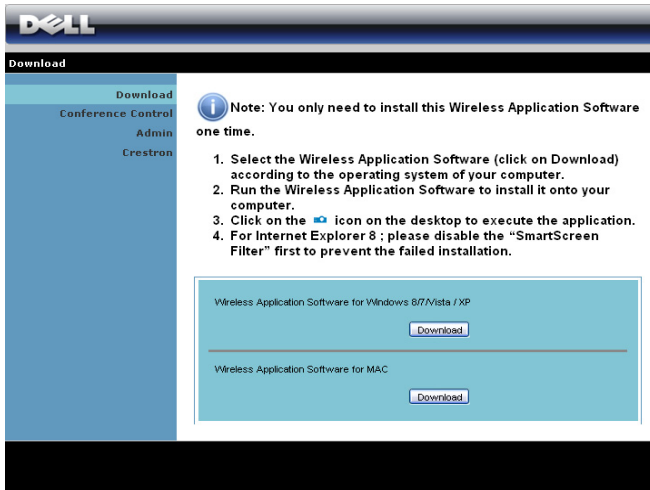 DELL
Download
Download
Conference Control
Admin
Crestron
Note: You only need to install this Wireless Application Software
one time.
1. Select the Wireless Application Software (click on Download)
according to the operating system of your computer.
2. Run the Wireless Application Software to install it onto your
computer.
3. Click on the icon on the desktop to execute the application.
4. For Internet Explorer 8 ; please disable the “SmartScreen
Filter” first to prevent the failed installation.
Wireless Application Software for Windows 8/7/Vista / XP
Download
Wireless Application Software for MAC
Download